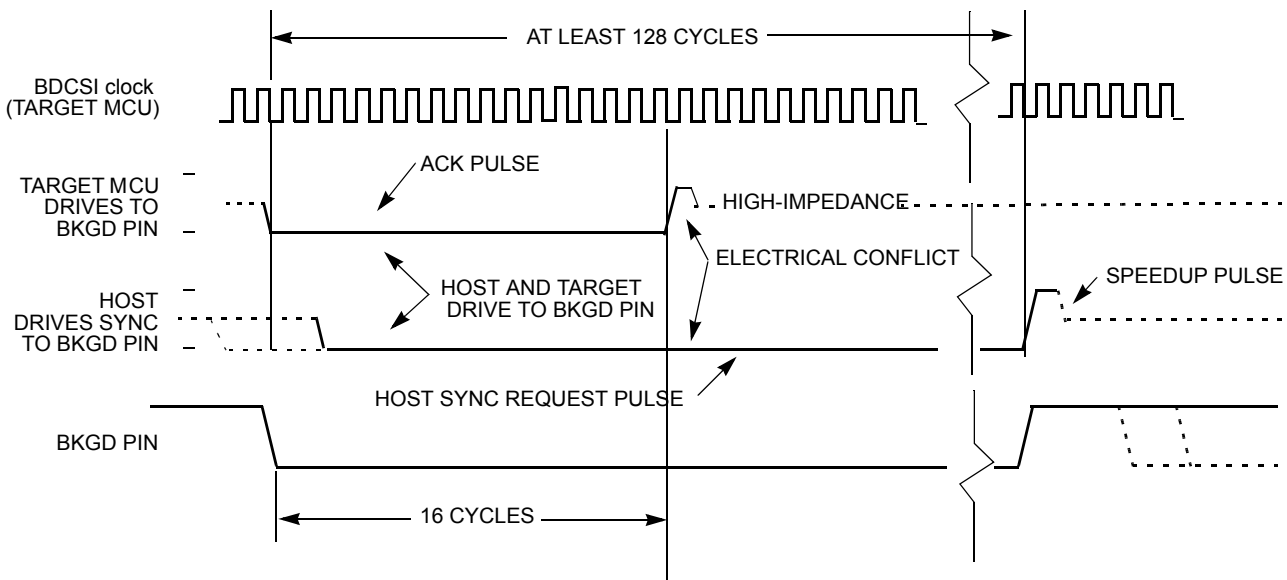 AT LEAST 128 CYCLES
BDCSI clock
(TARGET MCU)
ACK PULSE
TARGET MCU
DRIVES TO
BKGD PIN
HIGH-IMPEDANCE
ELECTRICAL CONFLICT
HOST AND TARGET
DRIVE TO BKGD PIN
SPEEDUP PULSE
HOST
DRIVES SYNC
TO BKGD PIN
HOST SYNC REQUEST PULSE
BKGD PIN
16 CYCLES